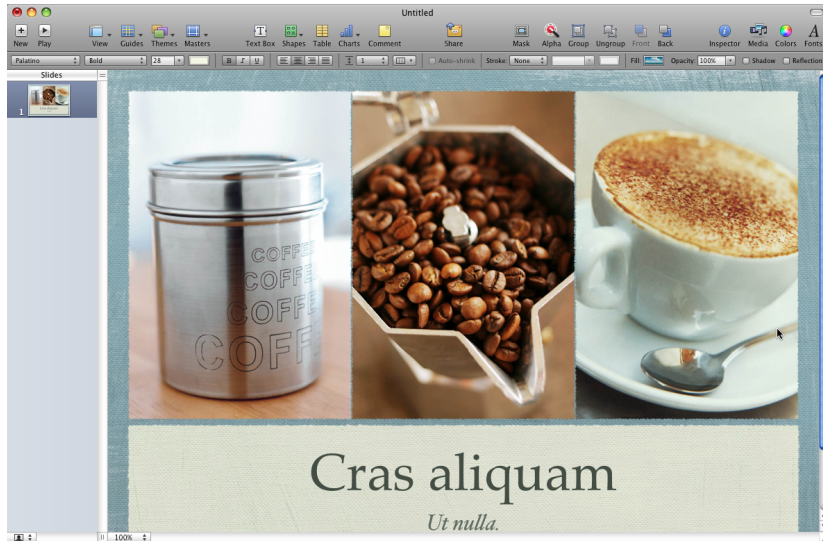 Untitled
New Play View Guides Themes Masters Text Box Shapes Table Charts Comment Share Mask Alpha Group Ungroup Front Back Inspector Media Colors Fonts
Palatino Bold 28 B I U 1 Auto-shrink Stroke: None Fill: Opacity: 100% Shadow Reflection
Slides
1
COFFEE
COFFE
COFFE
COFF
Cras aliquam
Ut nulla.
100%